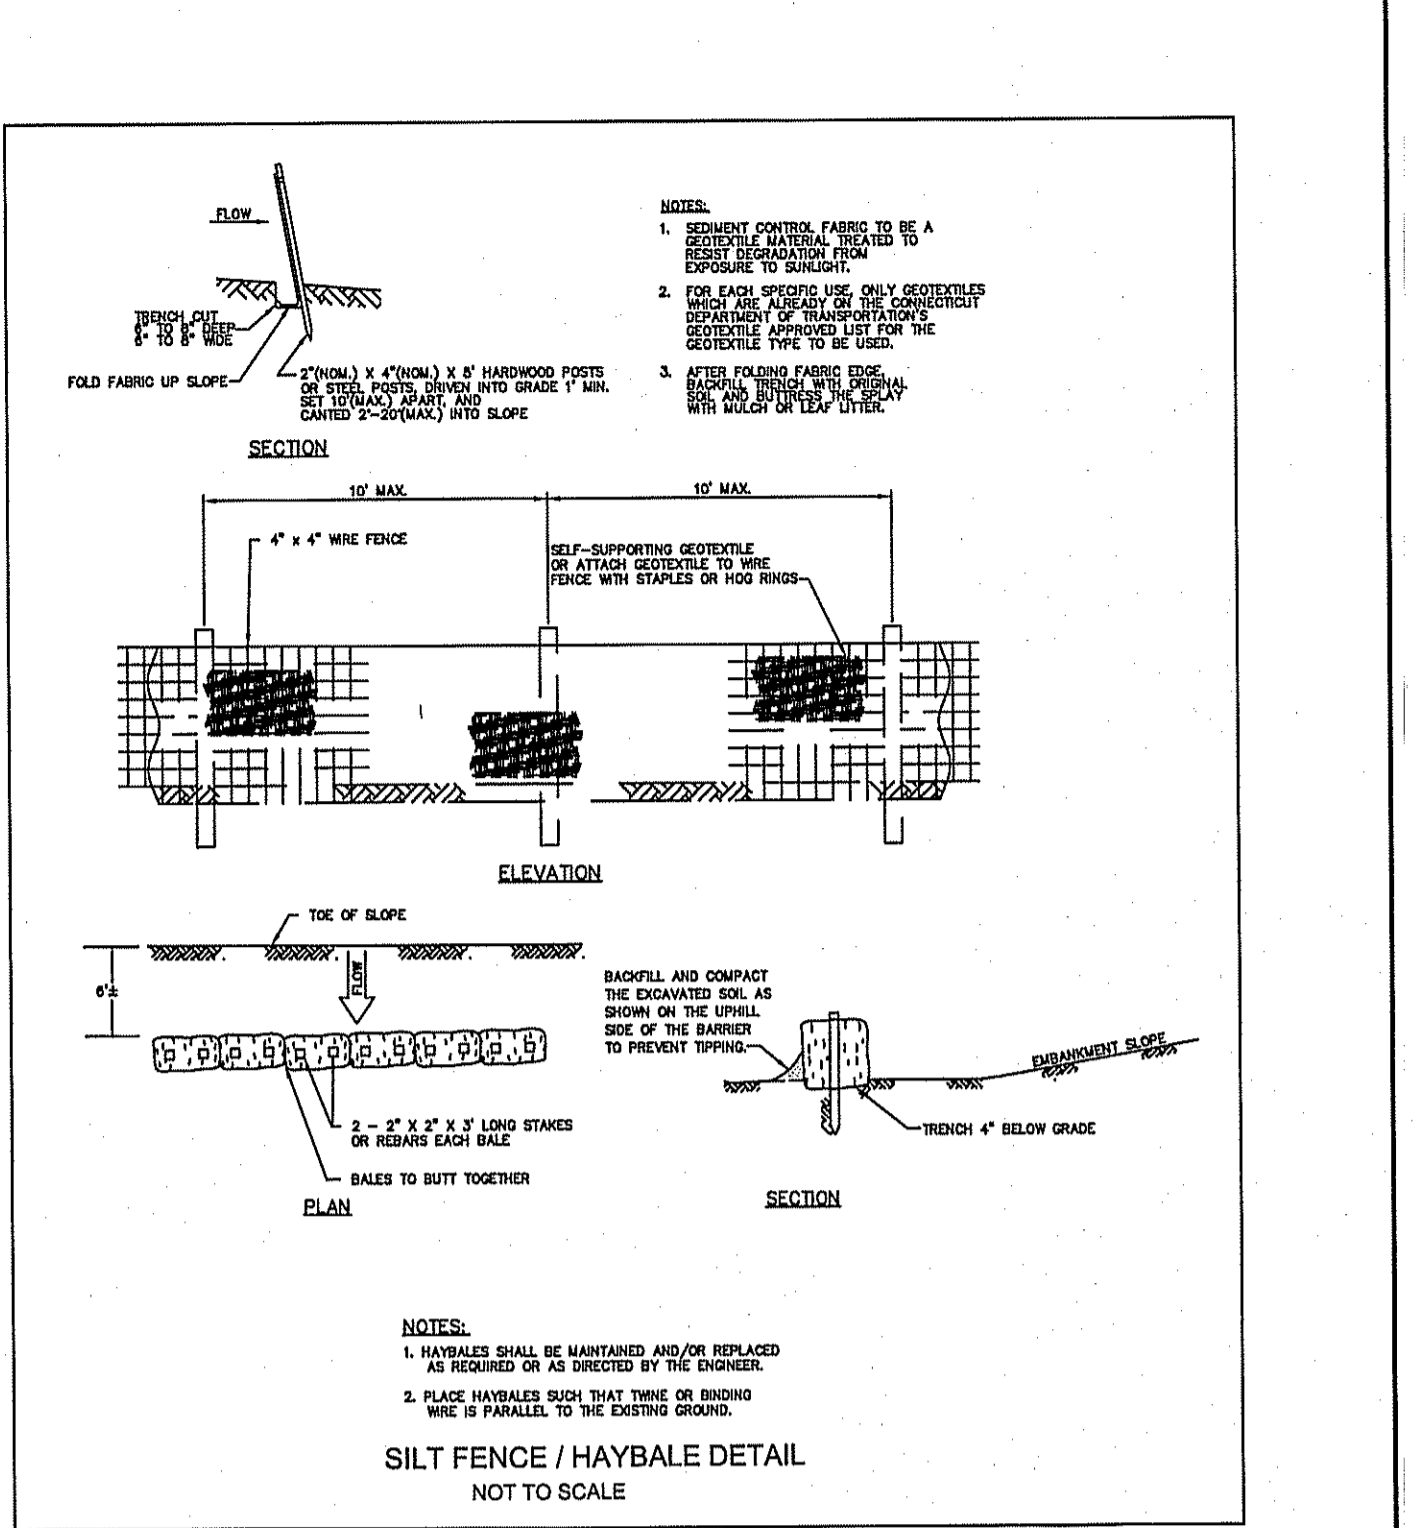 FLOW
TRENCH CUT
6" TO 8" DEEP
6" TO 8" WIDE
FOLD FABRIC UP SLOPE
2"(NOM.) X 4"(NOM.) X 5' HARDWOOD POSTS
OR STEEL POSTS, DRIVEN INTO GRADE 1' MIN.
SET 10'(MAX.) APART, AND
CANTED 2'-20'(MAX.) INTO SLOPE
SECTION
NOTES:
1. SEDIMENT CONTROL FABRIC TO BE A
GEOTEXTILE MATERIAL TREATED TO
RESIST DEGRADATION FROM
EXPOSURE TO SUNLIGHT.
2. FOR EACH SPECIFIC USE, ONLY GEOTEXTILES
WHICH ARE ALREADY ON THE CONNECTICUT
DEPARTMENT OF TRANSPORTATION'S
GEOTEXTILE APPROVED LIST FOR THE
GEOTEXTILE TYPE TO BE USED.
3. AFTER FOLDING FABRIC EDGE,
BACKFILL TRENCH WITH ORIGINAL
SOIL AND BUTTRESS THE SPLAY
WITH MULCH OR LEAF LITTER.
10' MAX.
10' MAX.
4" x 4" WIRE FENCE
SELF-SUPPORTING GEOTEXTILE
OR ATTACH GEOTEXTILE TO WIRE
FENCE WITH STAPLES OR HOG RINGS
ELEVATION
TOE OF SLOPE
6'±
FLOW
2 - 2" X 2" X 3' LONG STAKES
OR REBARS EACH BALE
BALES TO BUTT TOGETHER
PLAN
BACKFILL AND COMPACT
THE EXCAVATED SOIL AS
SHOWN ON THE UPHILL
SIDE OF THE BARRIER
TO PREVENT TIPPING.
EMBANKMENT SLOPE
TRENCH 4" BELOW GRADE
SECTION
NOTES:
1. HAYBALES SHALL BE MAINTAINED AND/OR REPLACED
AS REQUIRED OR AS DIRECTED BY THE ENGINEER.
2. PLACE HAYBALES SUCH THAT TWINE OR BINDING
WIRE IS PARALLEL TO THE EXISTING GROUND.
SILT FENCE / HAYBALE DETAIL
NOT TO SCALE